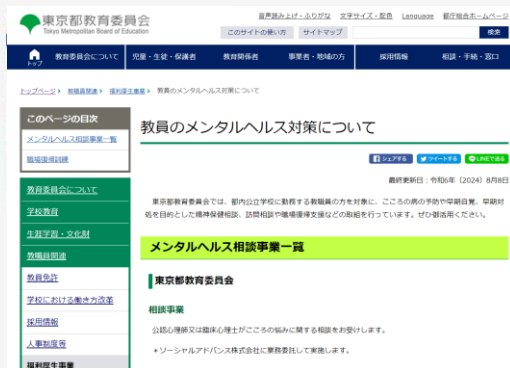 東京都教育委員会
Tokyo Metropolitan Board of Education
音声読み上げ・ふりがな 文字サイズ・配色 Language 都庁総合ホームページ
このサイトの使い方 サイトマップ 検索
トップ 教育委員会について 児童・生徒・保護者 教育関係者 事業者・地域の方 採用情報 相談・手続・窓口
トップページ 教職員関連 福利厚生事業 教員のメンタルヘルス対策について
このページの目次
メンタルヘルス相談事業一覧
職場復帰訓練
教育委員会について
学校教育
生涯学習・文化財
教職員関連
教員免許
学校における働き方改革
採用情報
人事制度等
福利厚生事業
教員のメンタルヘルス対策について
シェアする ツイートする LINEで送る
最終更新日：令和6年（2024）8月8日
東京都教育委員会では、都内公立学校に勤務する教職員の方を対象に、こころの病の予防や早期自覚、早期対
処を目的とした精神保健相談、訪問相談や職場復帰支援などの取組を行っています。ぜひ御活用ください。
メンタルヘルス相談事業一覧
東京都教育委員会
相談事業
公認心理師又は臨床心理士がこころの悩みに関する相談をお受けします。
*ソーシャルアドバンス株式会社に業務委託して実施します。